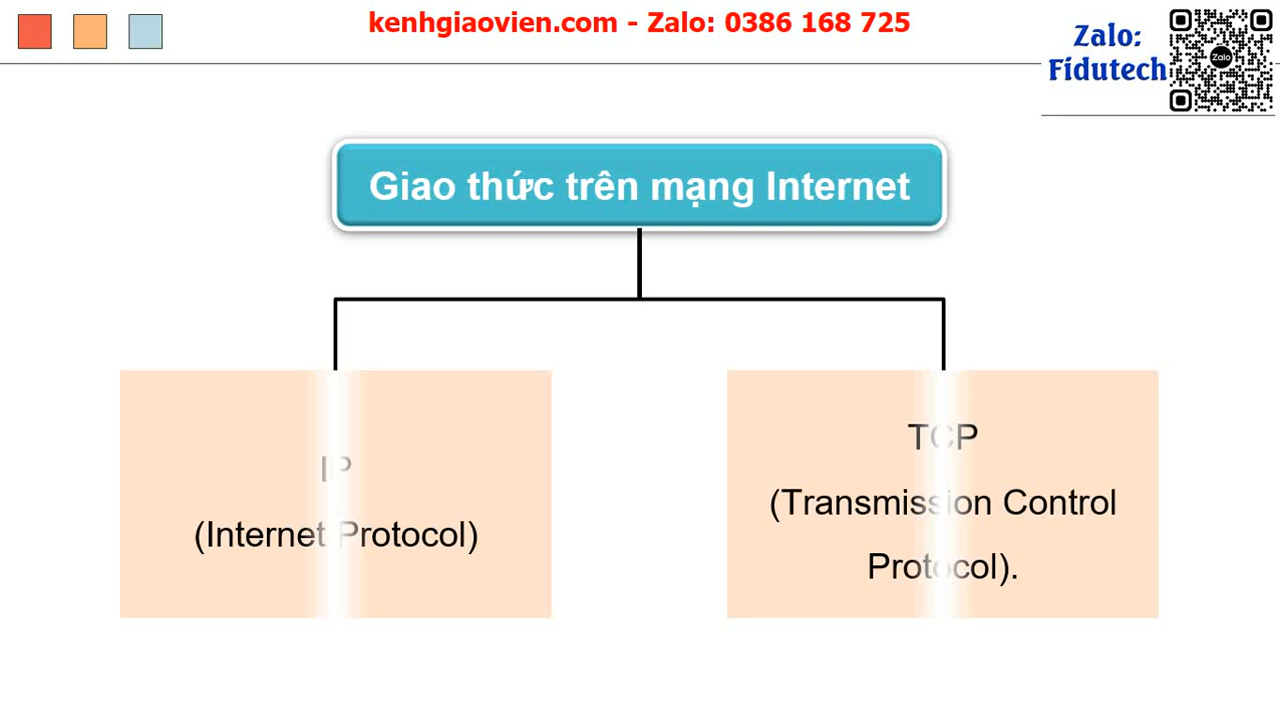 kenhgiaovien.com - Zalo: 0386 168 725
Zalo:
Fidutech
Zalo
Giao thức trên mạng Internet
IP
(Internet Protocol)
TCP
(Transmission Control
Protocol).